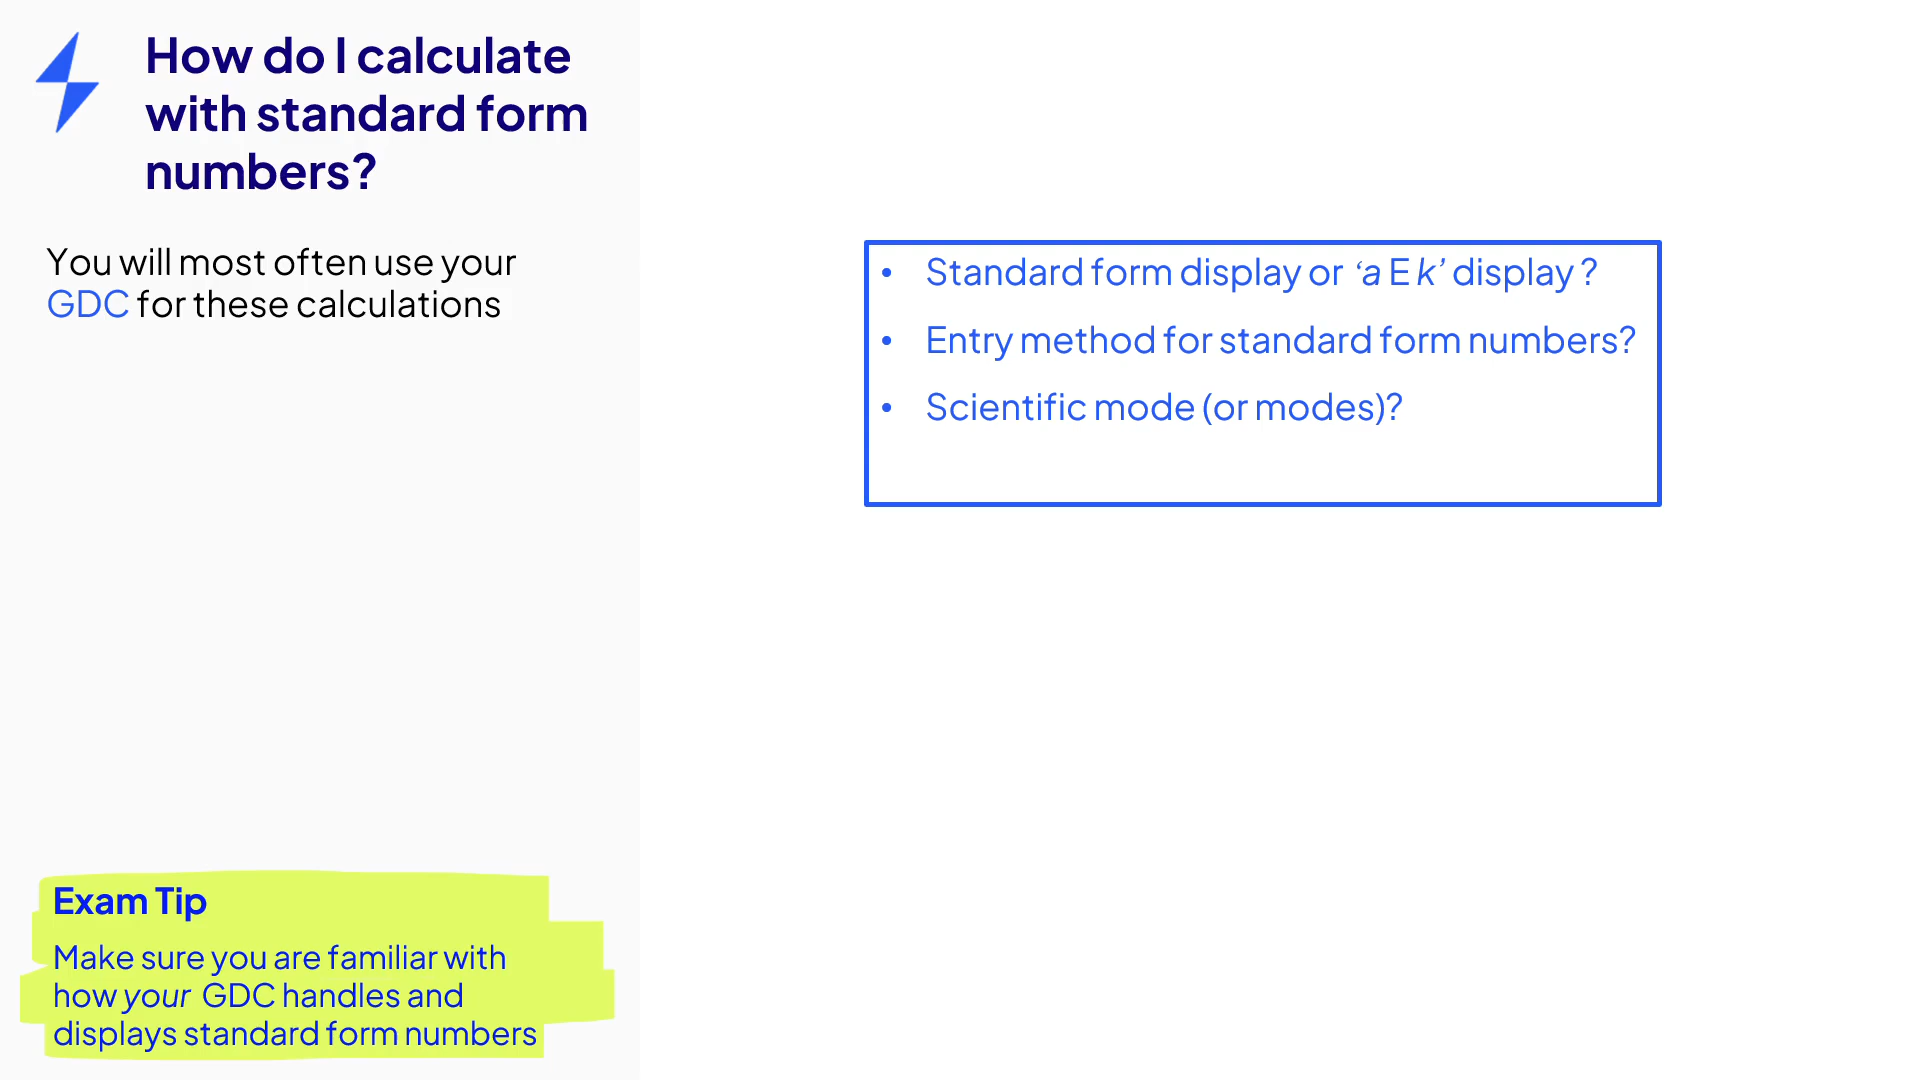 How do I calculate
with standard form
numbers?
You will most often use your
GDC for these calculations
• Standard form display or ‘a E k’ display ?
• Entry method for standard form numbers?
• Scientific mode (or modes)?
Exam Tip
Make sure you are familiar with
how your GDC handles and
displays standard form numbers